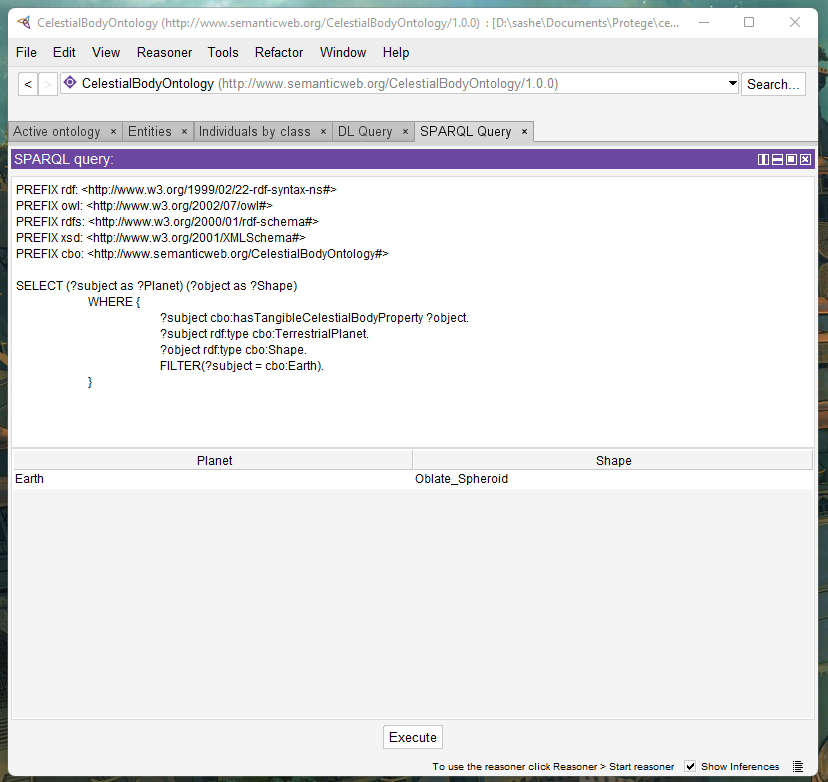 CelestialBodyOntology (http://www.semanticweb.org/CelestialBodyOntology/1.0.0) : [D:\sashe\Documents\Protege\ce...
File Edit View Reasoner Tools Refactor Window Help
< > CelestialBodyOntology (http://www.semanticweb.org/CelestialBodyOntology/1.0.0) Search...
Active ontology × Entities × Individuals by class × DL Query × SPARQL Query ×
SPARQL query:
PREFIX rdf: <http://www.w3.org/1999/02/22-rdf-syntax-ns#>
PREFIX owl: <http://www.w3.org/2002/07/owl#>
PREFIX rdfs: <http://www.w3.org/2000/01/rdf-schema#>
PREFIX xsd: <http://www.w3.org/2001/XMLSchema#>
PREFIX cbo: <http://www.semanticweb.org/CelestialBodyOntology#>
SELECT (?subject as ?Planet) (?object as ?Shape)
WHERE {
?subject cbo:hasTangibleCelestialBodyProperty ?object.
?subject rdf:type cbo:TerrestrialPlanet.
?object rdf:type cbo:Shape.
FILTER(?subject = cbo:Earth).
}
Planet Shape
Earth Oblate_Spheroid
Execute
To use the reasoner click Reasoner > Start reasoner Show Inferences